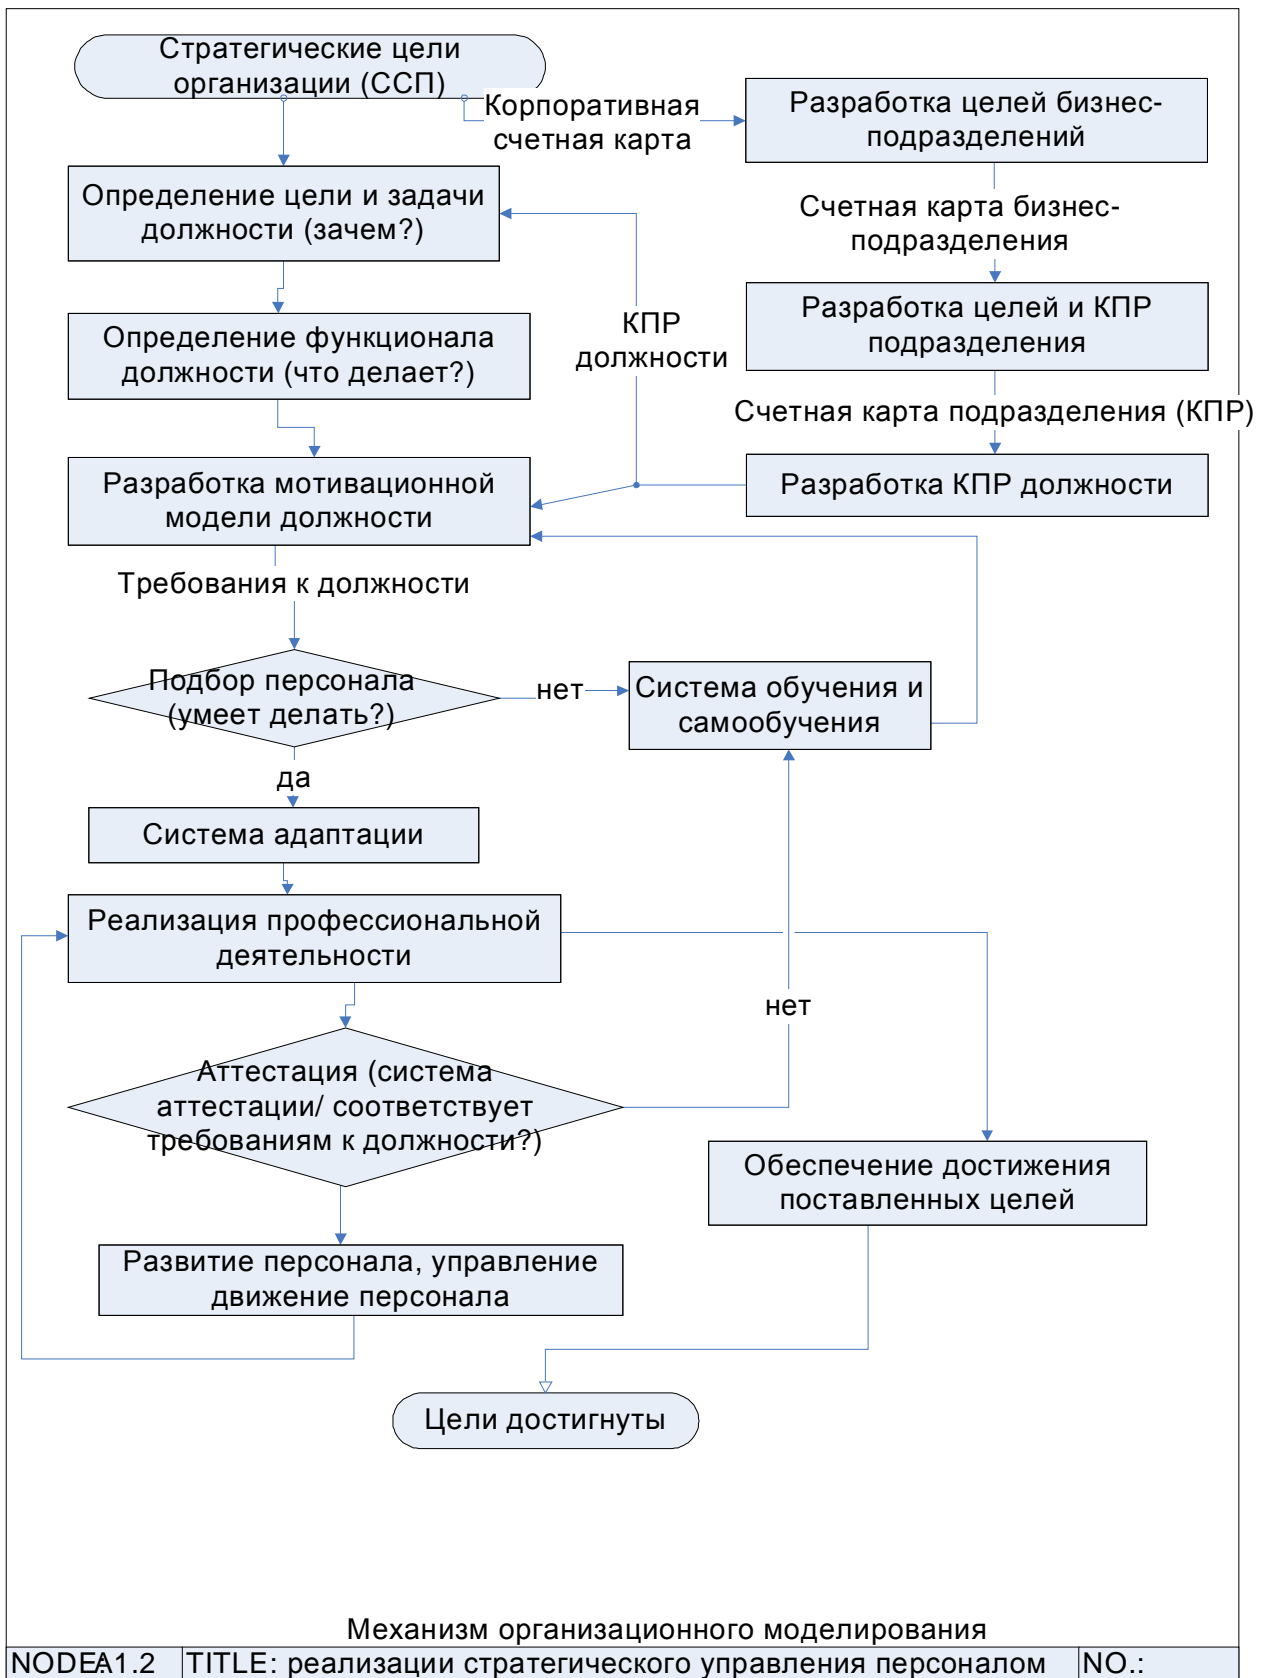 Стратегические цели
организации (ССП)
Корпоративная
счетная карта
Разработка целей бизнес-
подразделений
Определение цели и задачи
должности (зачем?)
Счетная карта бизнес-
подразделения
Определение функционала
должности (что делает?)
КПР
должности
Разработка целей и КПР
подразделения
Счетная карта подразделения (КПР)
Разработка мотивационной
модели должности
Разработка КПР должности
Требования к должности
Подбор персонала
(умеет делать?)
нет
Система обучения и
самообучения
да
Система адаптации
Реализация профессиональной
деятельности
нет
Аттестация (система
аттестации/ соответствует
требованиям к должности?)
Обеспечение достижения
поставленных целей
Развитие персонала, управление
движение персонала
Цели достигнуты
Механизм организационного моделирования
NODE: A1.2 TITLE: реализации стратегического управления персоналом NO.: